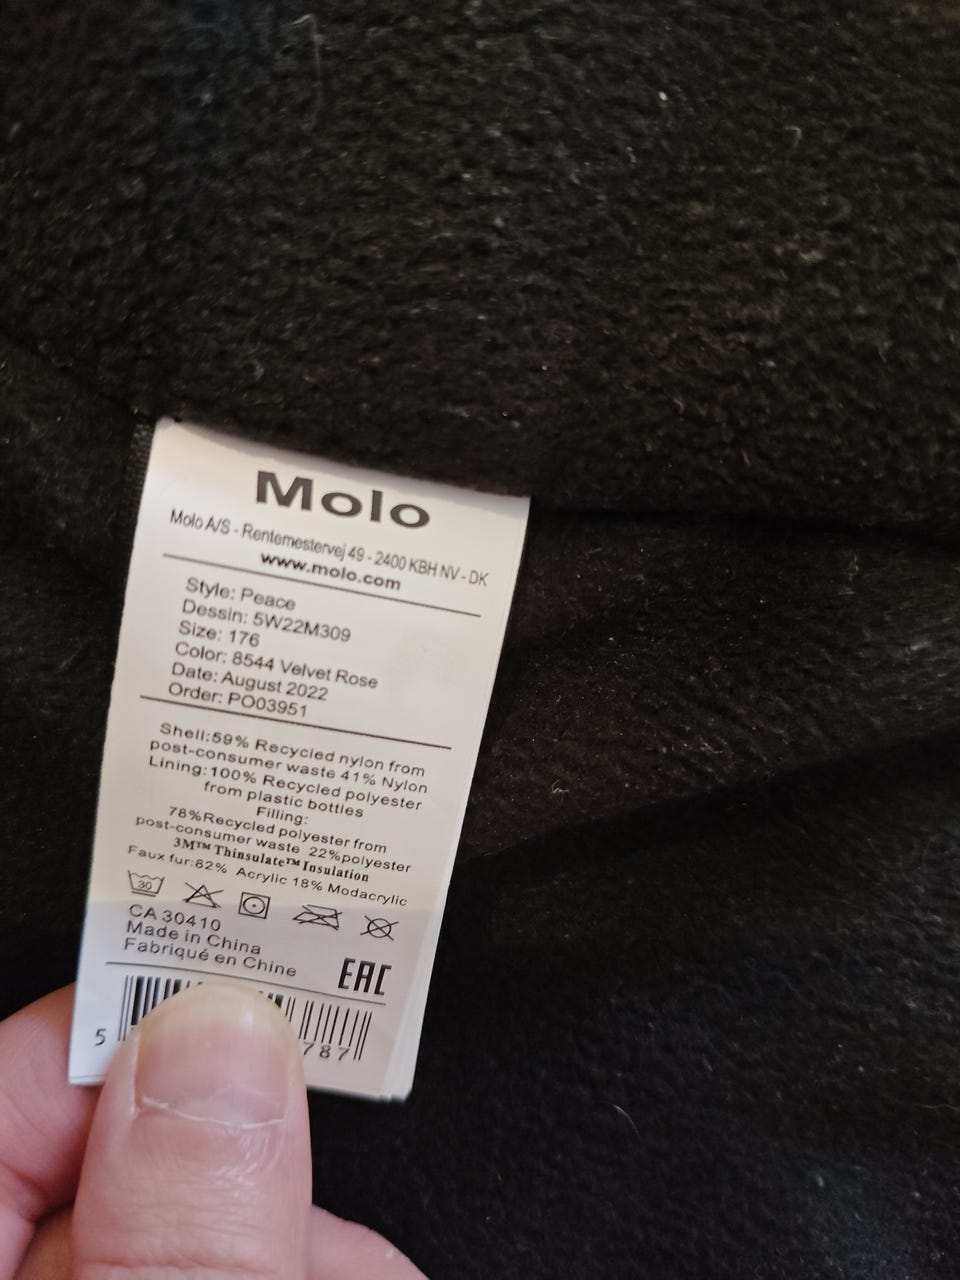 Molo
Molo A/S - Rentemestervej 49 - 2400 KBH NV - DK
www.molo.com
Style: Peace
Dessin: 5W22M309
Size: 176
Color: 8544 Velvet Rose
Date: August 2022
Order: PO03951
Shell:59% Recycled nylon from
post-consumer waste 41% Nylon
Lining:100% Recycled polyester
from plastic bottles
Filling:
78%Recycled polyester from
post-consumer waste 22%polyester
3M™ Thinsulate™ Insulation
Faux fur:82% Acrylic 18% Modacrylic
30
CA 30410
Made in China
Fabriqué en Chine
EAC
5 787